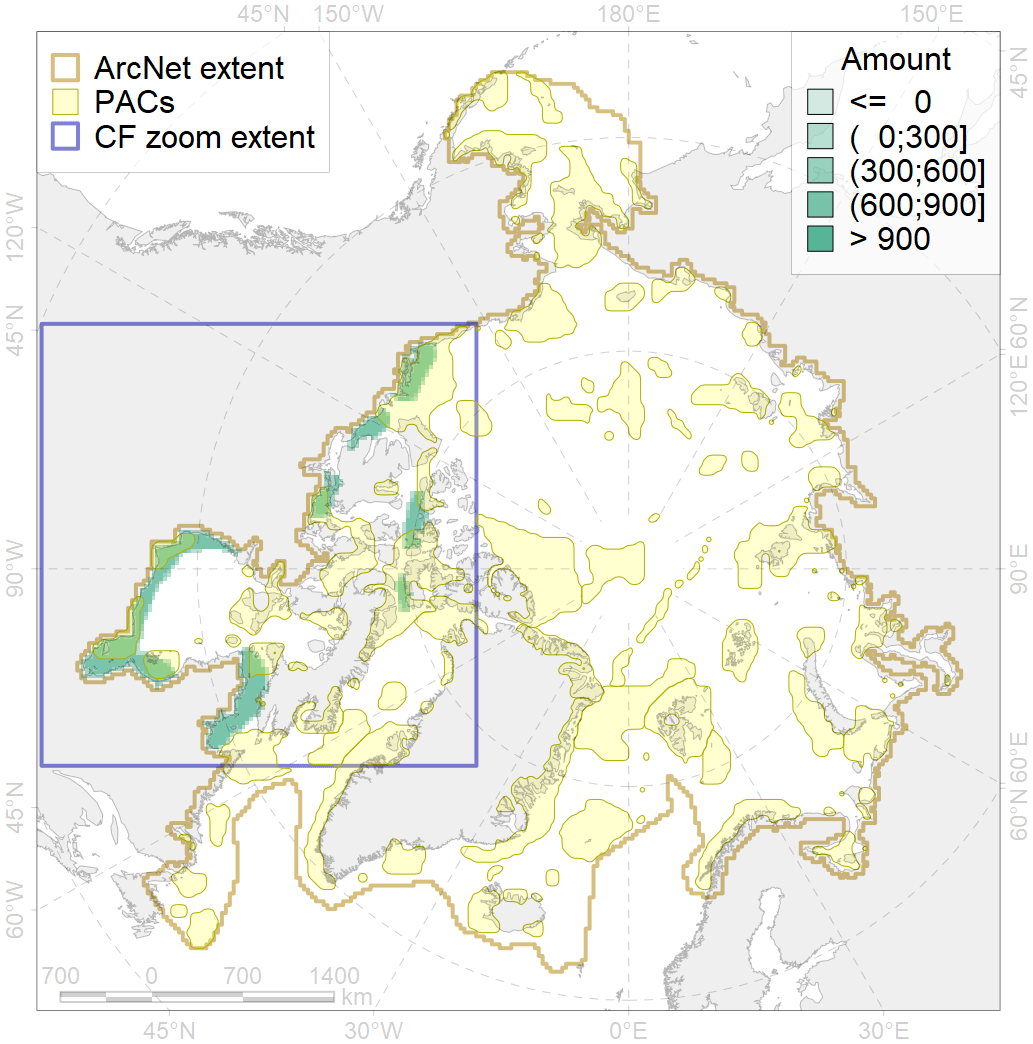 45°N 150°W 180°E 150°E
ArcNet extent
PACs
CF zoom extent
Amount
<= 0
( 0;300]
(300;600]
(600;900]
> 900
45°N
120°W
45°N
60°N
120°E
90°W
90°E
45°N
60°E
60°N
60°W
700 0 700 1400
km
45°N 30°W 0°E 30°E